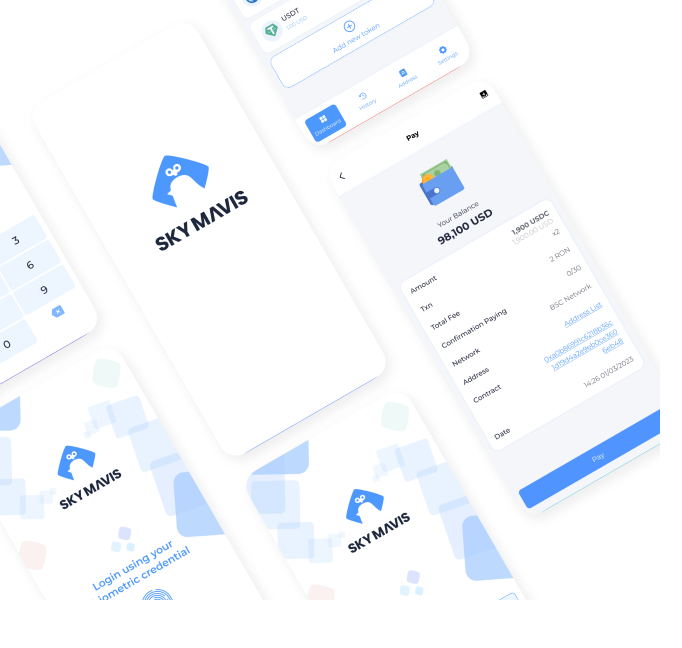 USDT
100 USD
Add new token
Dashboard
History
Address
Settings
3
6
9
0
SKY MAVIS
Pay
Your Balance
98,100 USD
Amount
1,900 USDC
1,900.00 USD
Txn
x2
Total Fee
2 RON
Confirmation Paying
0/30
Network
BSC Network
Address
Address List
Contract
Date
14:26 01/03/2023
Pay
SKY MAVIS
Login using your
iometric credential
SKY MAVIS